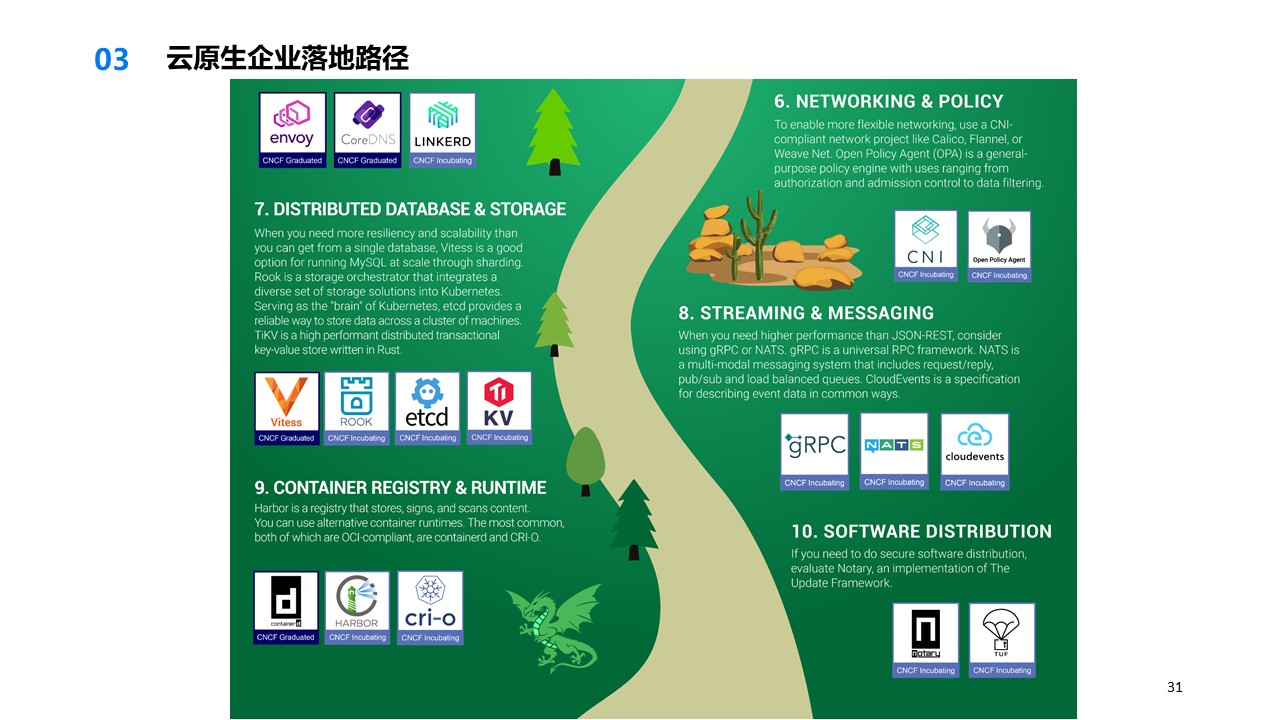 03 云原生企业落地路径
envoy
CNCF Graduated
CoreDNS
CNCF Graduated
LINKERD
CNCF Incubating
6. NETWORKING & POLICY
To enable more flexible networking, use a CNI-
compliant network project like Calico, Flannel, or
Weave Net. Open Policy Agent (OPA) is a general-
purpose policy engine with uses ranging from
authorization and admission control to data filtering.
CNI
CNCF Incubating
Open Policy Agent
CNCF Incubating
7. DISTRIBUTED DATABASE & STORAGE
When you need more resiliency and scalability than
you can get from a single database, Vitess is a good
option for running MySQL at scale through sharding.
Rook is a storage orchestrator that integrates a
diverse set of storage solutions into Kubernetes.
Serving as the "brain" of Kubernetes, etcd provides a
reliable way to store data across a cluster of machines.
TiKV is a high performant distributed transactional
key-value store written in Rust.
Vitess
CNCF Graduated
ROOK
CNCF Incubating
etcd
CNCF Incubating
TI
KV
CNCF Incubating
8. STREAMING & MESSAGING
When you need higher performance than JSON-REST, consider
using gRPC or NATS. gRPC is a universal RPC framework. NATS is
a multi-modal messaging system that includes request/reply,
pub/sub and load balanced queues. CloudEvents is a specification
for describing event data in common ways.
gRPC
CNCF Incubating
NATS
CNCF Incubating
cloudevents
CNCF Incubating
9. CONTAINER REGISTRY & RUNTIME
Harbor is a registry that stores, signs, and scans content.
You can use alternative container runtimes. The most common,
both of which are OCI-compliant, are containerd and CRI-O.
d
containerd
CNCF Graduated
HARBOR
CNCF Incubating
cri-o
CNCF Incubating
10. SOFTWARE DISTRIBUTION
If you need to do secure software distribution,
evaluate Notary, an implementation of The
Update Framework.
n
notary
CNCF Incubating
TUF
CNCF Incubating
31